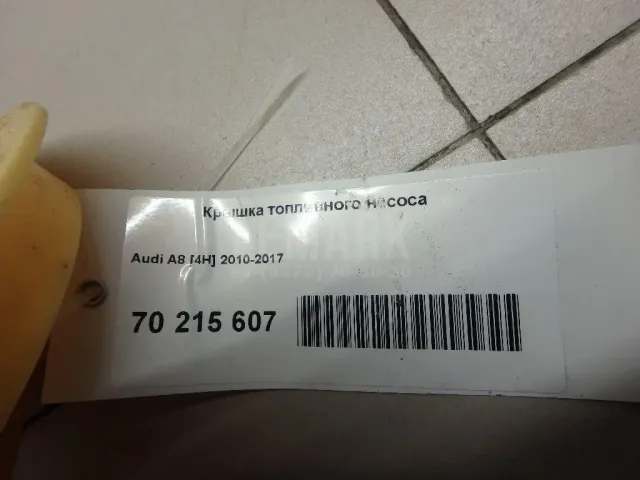 Крышка топливного насоса
Audi A8 [4H] 2010-2017
70 215 607